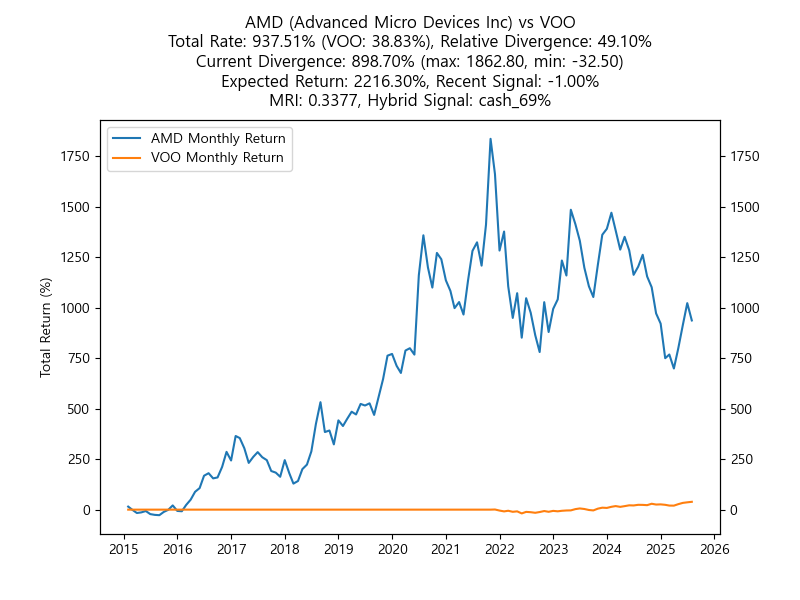 AMD (Advanced Micro Devices Inc) vs VOO
Total Rate: 937.51% (VOO: 38.83%), Relative Divergence: 49.10%
Current Divergence: 898.70% (max: 1862.80, min: -32.50)
Expected Return: 2216.30%, Recent Signal: -1.00%
MRI: 0.3377, Hybrid Signal: cash_69%
AMD Monthly Return
VOO Monthly Return
Total Return (%)
1750
1500
1250
1000
750
500
250
0
1750
1500
1250
1000
750
500
250
0
2015 2016 2017 2018 2019 2020 2021 2022 2023 2024 2025 2026